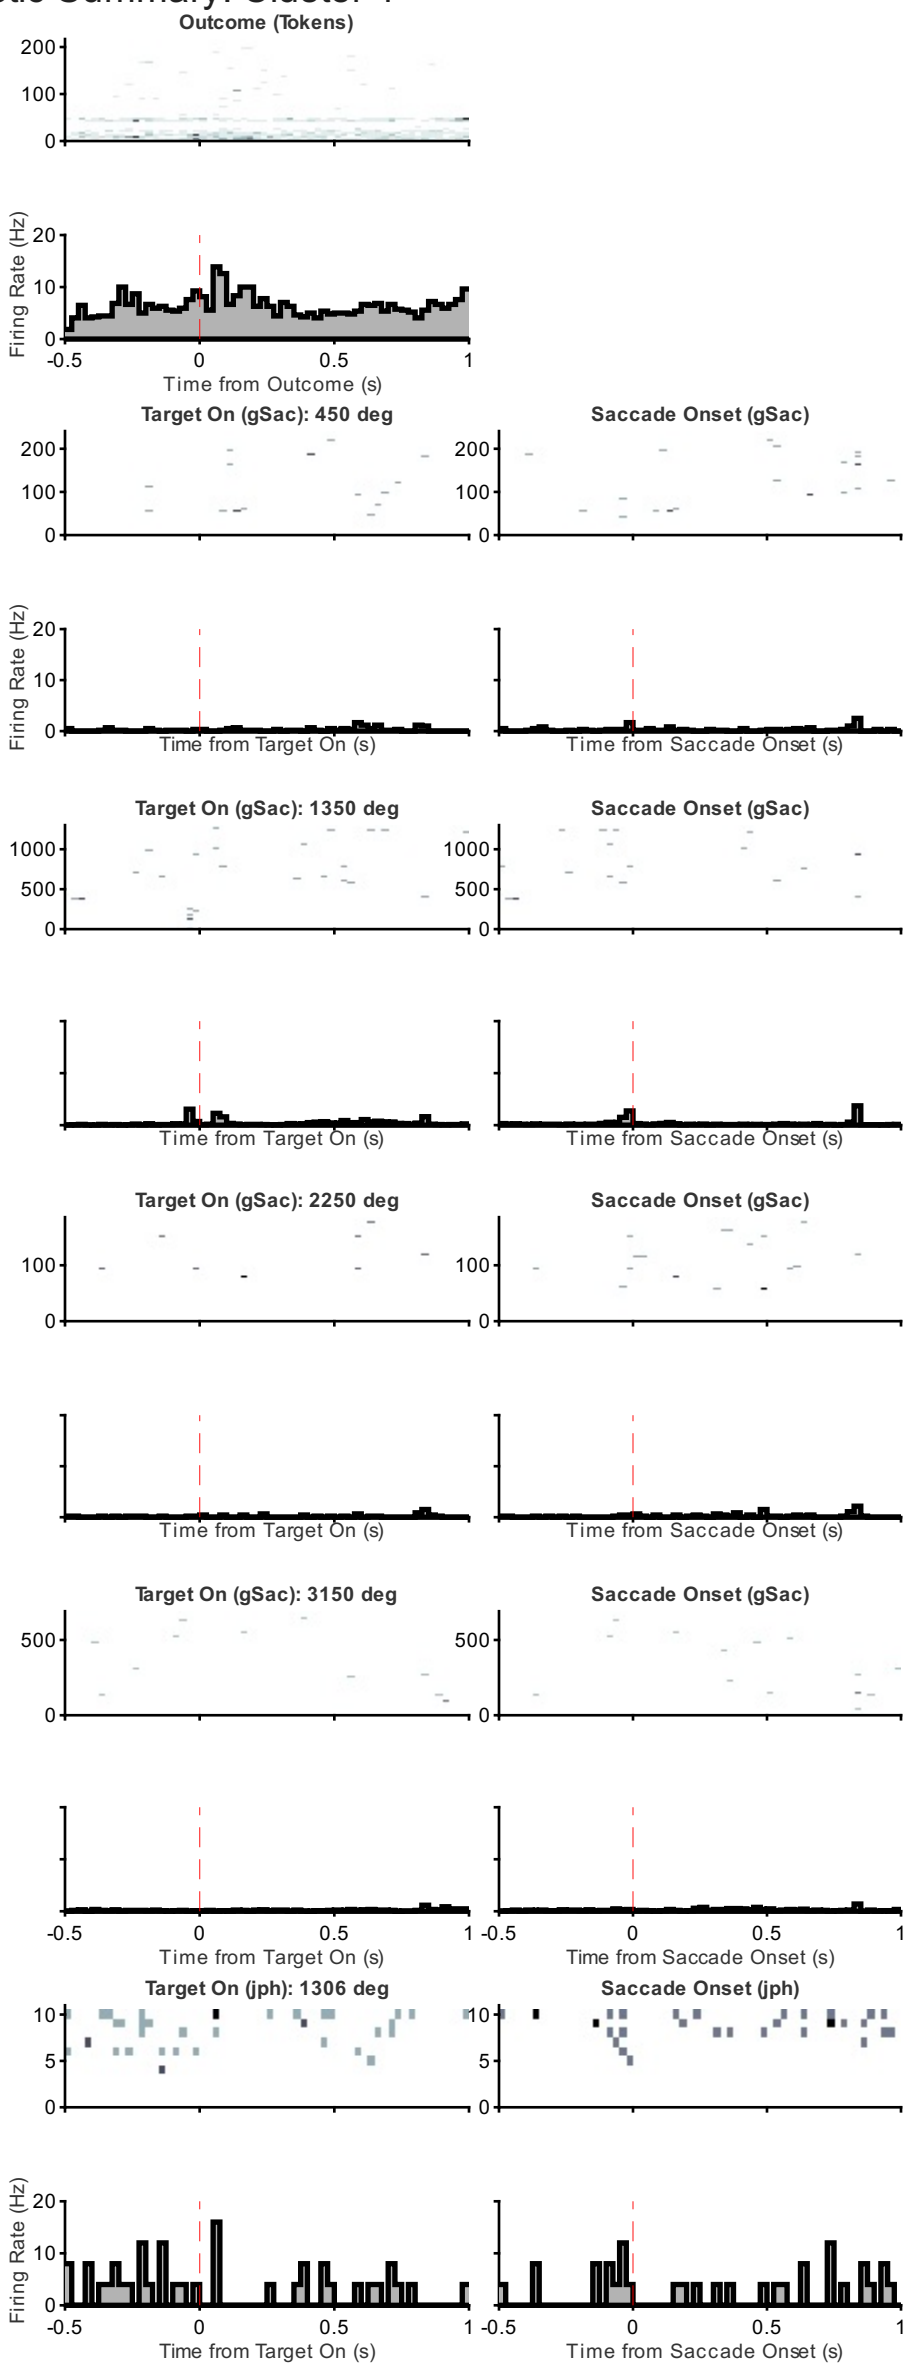 Summary: Cluster
Outcome (Tokens)
200
100
0
-0.5 0 0.5 1
Firing Rate (Hz)
20
10
0
-0.5 0 0.5 1
Time from Outcome (s)
Target On (gSac): 450 deg Saccade Onset (gSac)
200 200
100 100
0 0
Firing Rate (Hz)
20
10
0
Time from Target On (s) Time from Saccade Onset (s)
Target On (gSac): 1350 deg Saccade Onset (gSac)
1000 1000
500 500
0 0
Time from Target On (s) Time from Saccade Onset (s)
Target On (gSac): 2250 deg Saccade Onset (gSac)
100 100
0 0
Time from Target On (s) Time from Saccade Onset (s)
Target On (gSac): 3150 deg Saccade Onset (gSac)
500 500
0 0
-0.5 0 0.5 1 -0.5 0 0.5 1
Time from Target On (s) Time from Saccade Onset (s)
Target On (jph): 1306 deg Saccade Onset (jph)
10 10
5 5
0 0
Firing Rate (Hz)
20
10
0
-0.5 0 0.5 1 -0.5 0 0.5 1
Time from Target On (s) Time from Saccade Onset (s)